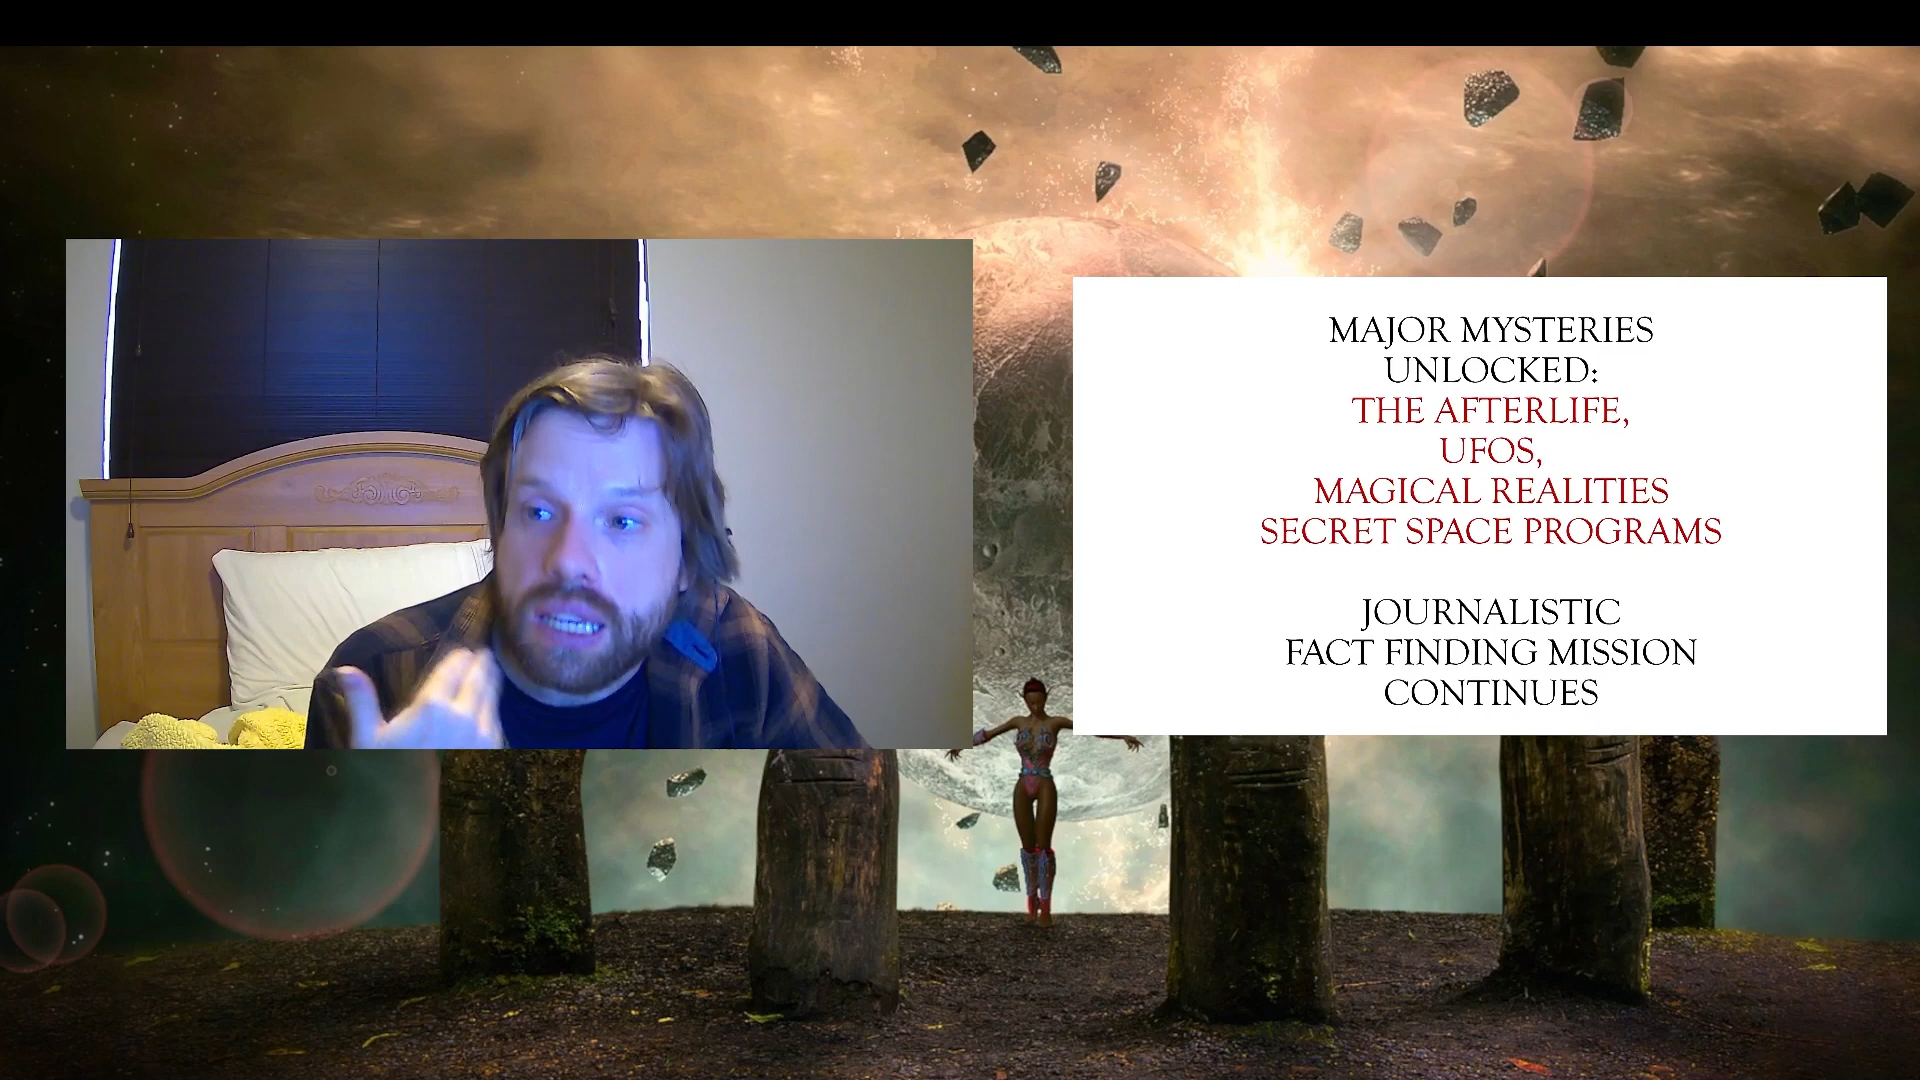 MAJOR MYSTERIES
UNLOCKED:
THE AFTERLIFE,
UFOS,
MAGICAL REALITIES
SECRET SPACE PROGRAMS
JOURNALISTIC
FACT FINDING MISSION
CONTINUES